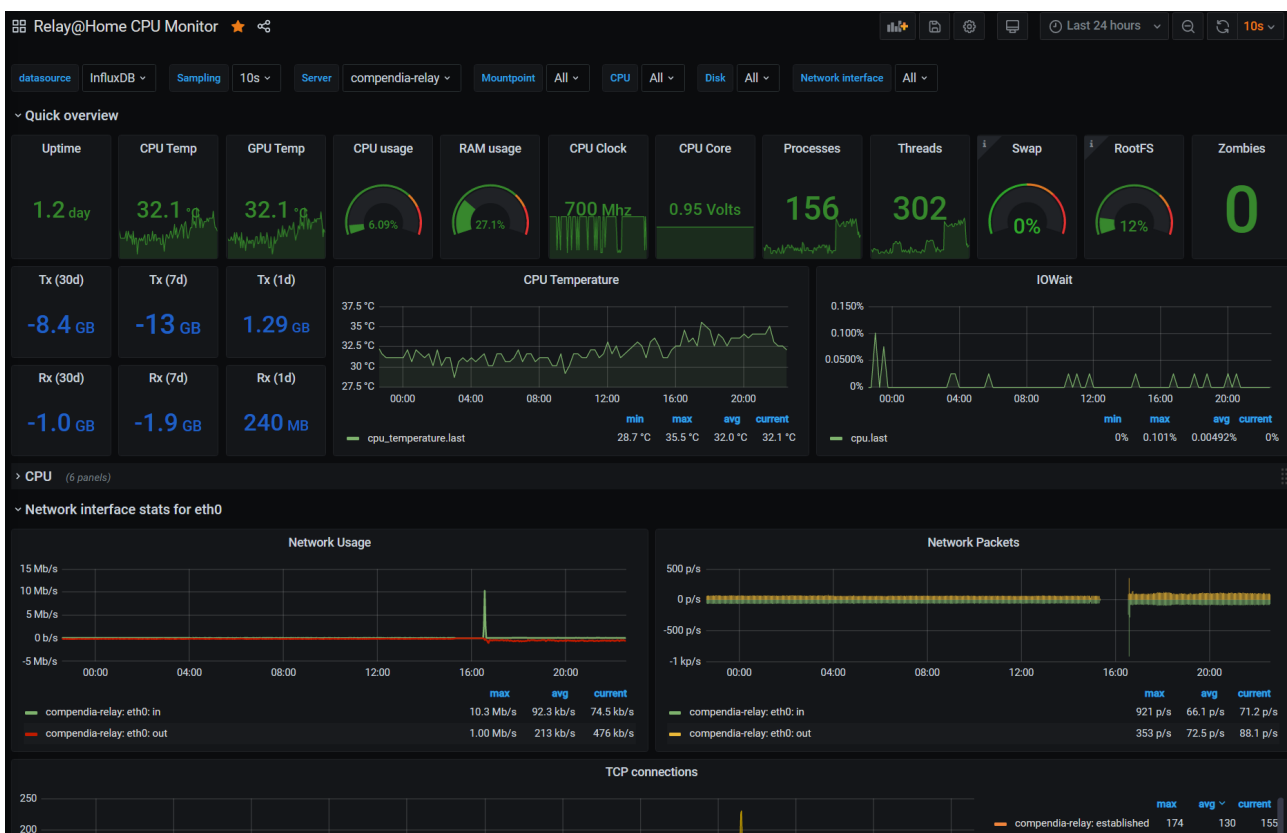 Relay@Home CPU Monitor
Last 24 hours
10s
datasource InfluxDB Sampling 10s Server compendia-relay Mountpoint All CPU All Disk All Network interface All
Quick overview
Uptime CPU Temp GPU Temp CPU usage RAM usage CPU Clock CPU Core Processes Threads Swap RootFS Zombies
1.2 day 32.1 °C 32.1 °C 6.09% 27.1% 700 Mhz 0.95 Volts 156 302 0% 12% 0
Tx (30d) Tx (7d) Tx (1d)
-8.4 GB -13 GB 1.29 GB
Rx (30d) Rx (7d) Rx (1d)
-1.0 GB -1.9 GB 240 MB
CPU Temperature
37.5 °C
35 °C
32.5 °C
30 °C
27.5 °C
00:00 04:00 08:00 12:00 16:00 20:00
min max avg current
cpu_temperature.last 28.7 °C 35.5 °C 32.0 °C 32.1 °C
IOWait
0.150%
0.100%
0.0500%
0%
00:00 04:00 08:00 12:00 16:00 20:00
min max avg current
cpu.last 0% 0.101% 0.00492% 0%
CPU (6 panels)
Network interface stats for eth0
Network Usage
15 Mb/s
10 Mb/s
5 Mb/s
0 b/s
-5 Mb/s
00:00 04:00 08:00 12:00 16:00 20:00
max avg current
compendia-relay: eth0: in 10.3 Mb/s 92.3 kb/s 74.5 kb/s
compendia-relay: eth0: out 1.00 Mb/s 213 kb/s 476 kb/s
Network Packets
500 p/s
0 p/s
-500 p/s
-1 kp/s
00:00 04:00 08:00 12:00 16:00 20:00
max avg current
compendia-relay: eth0: in 921 p/s 66.1 p/s 71.2 p/s
compendia-relay: eth0: out 353 p/s 72.5 p/s 88.1 p/s
TCP connections
250
200
max avg current
compendia-relay: established 174 130 155